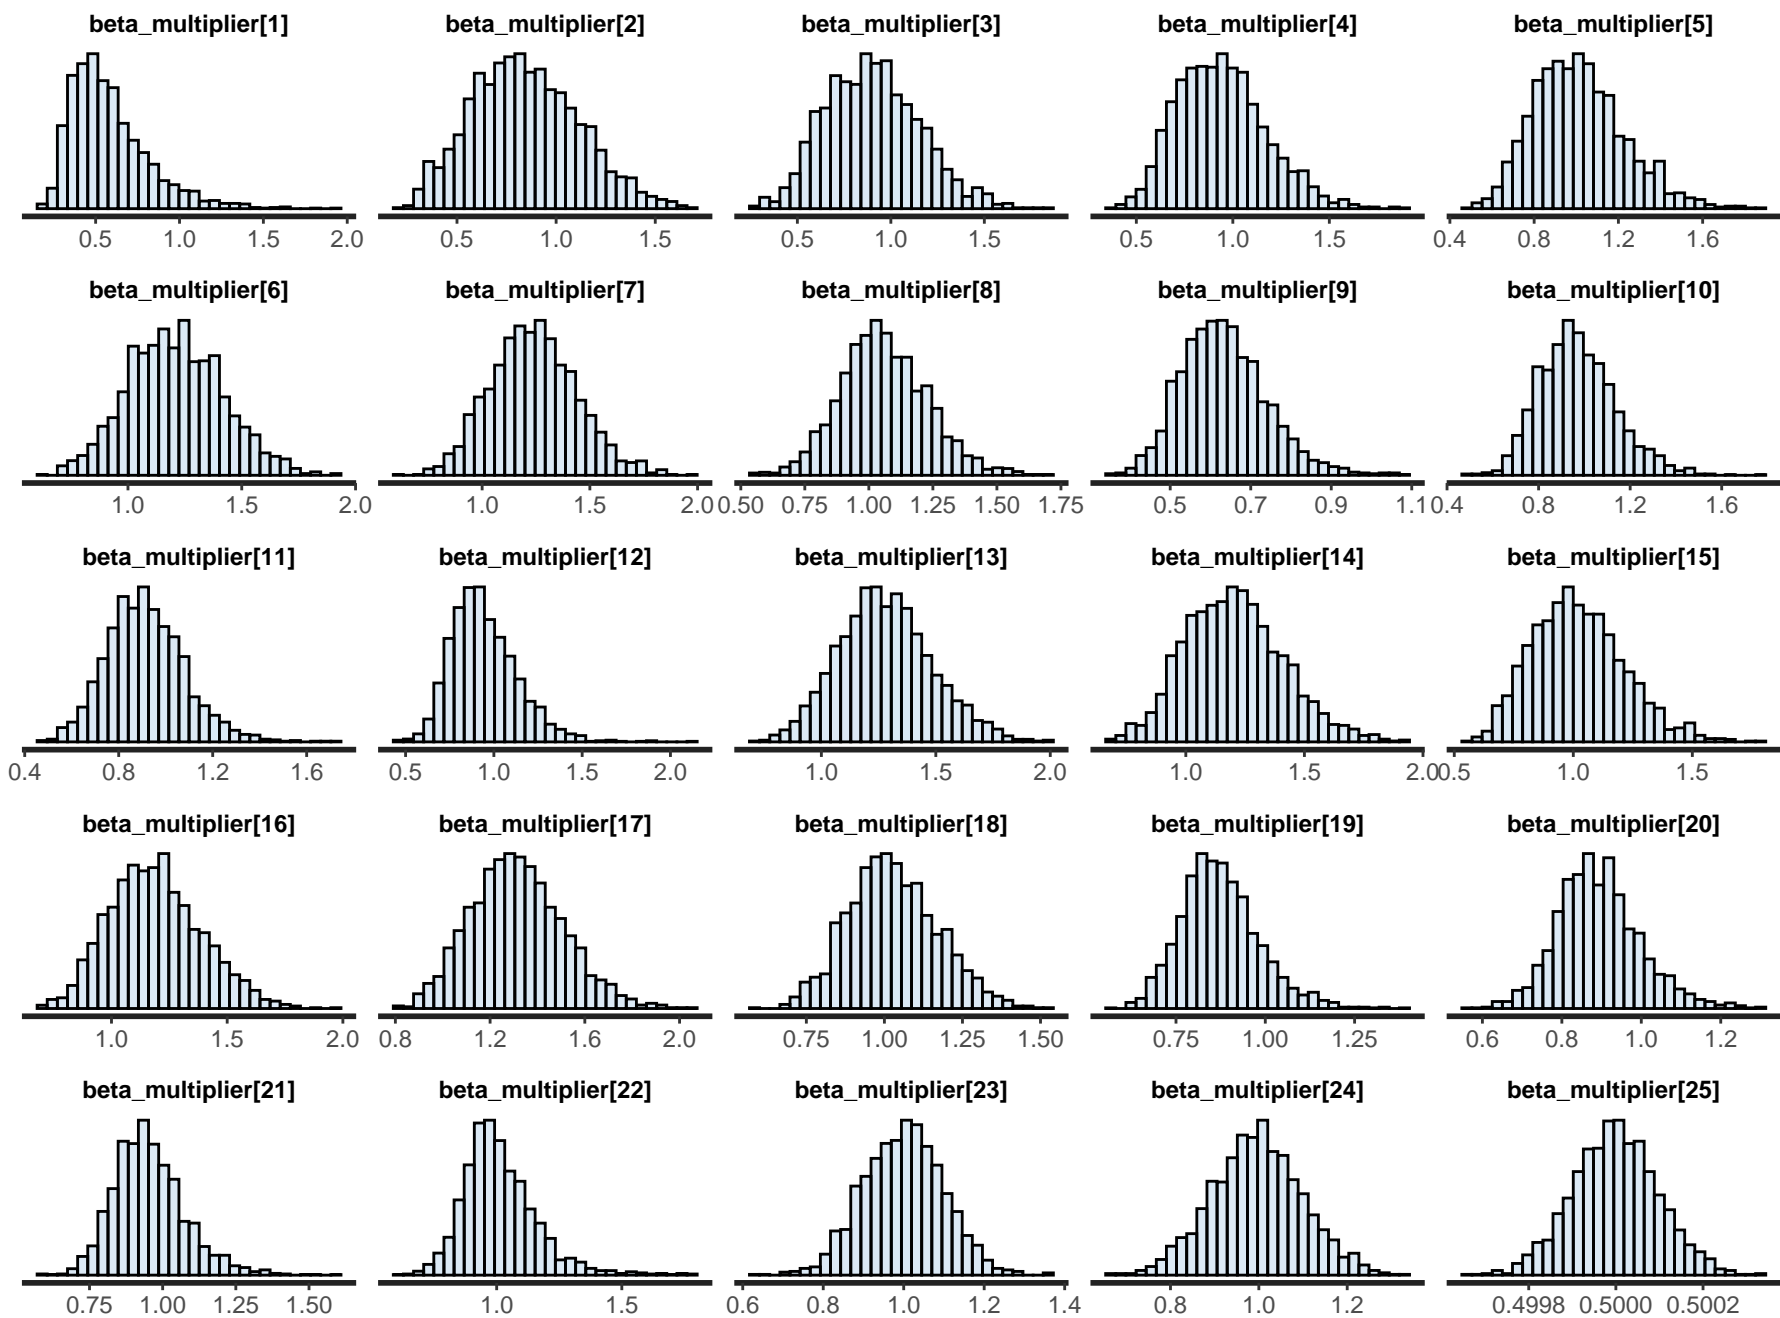 beta_multiplier[1] beta_multiplier[2] beta_multiplier[3] beta_multiplier[4] beta_multiplier[5]
0.5 1.0 1.5 2.0 0.5 1.0 1.5 0.5 1.0 1.5 0.5 1.0 1.5 0.4 0.8 1.2 1.6
beta_multiplier[6] beta_multiplier[7] beta_multiplier[8] beta_multiplier[9] beta_multiplier[10]
1.0 1.5 2.0 1.0 1.5 2.0 0.50 0.75 1.00 1.25 1.50 1.75 0.5 0.7 0.9 1.1 0.4 0.8 1.2 1.6
beta_multiplier[11] beta_multiplier[12] beta_multiplier[13] beta_multiplier[14] beta_multiplier[15]
0.4 0.8 1.2 1.6 0.5 1.0 1.5 2.0 1.0 1.5 2.0 1.0 1.5 2.0 0.5 1.0 1.5
beta_multiplier[16] beta_multiplier[17] beta_multiplier[18] beta_multiplier[19] beta_multiplier[20]
1.0 1.5 2.0 0.8 1.2 1.6 2.0 0.75 1.00 1.25 1.50 0.75 1.00 1.25 0.6 0.8 1.0 1.2
beta_multiplier[21] beta_multiplier[22] beta_multiplier[23] beta_multiplier[24] beta_multiplier[25]
0.75 1.00 1.25 1.50 1.0 1.5 0.6 0.8 1.0 1.2 1.4 0.8 1.0 1.2 0.4998 0.5000 0.5002